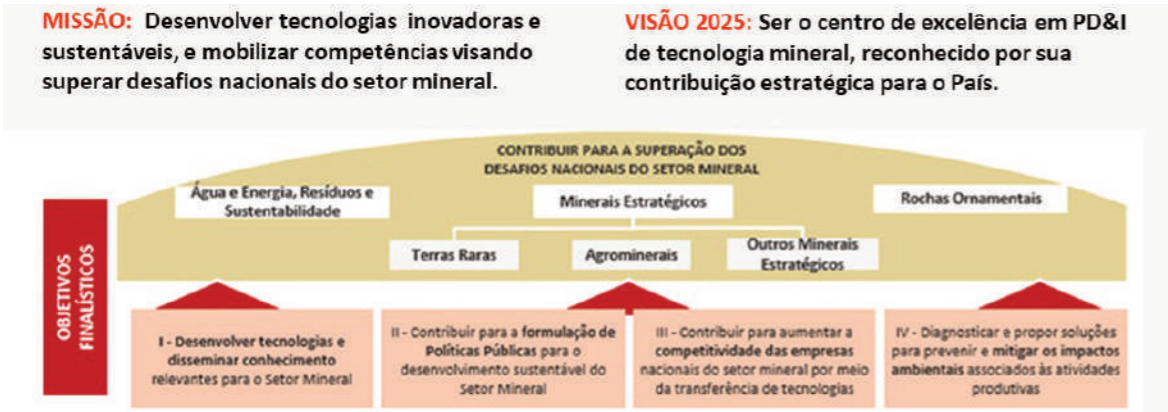 MISSÃO: Desenvolver tecnologias inovadoras e
sustentáveis, e mobilizar competências visando
superar desafios nacionais do setor mineral.
VISÃO 2025: Ser o centro de excelência em PD&I
de tecnologia mineral, reconhecido por sua
contribuição estratégica para o País.
CONTRIBUIR PARA A SUPERAÇÃO DOS
DESAFIOS NACIONAIS DO SETOR MINERAL
Água e Energia, Resíduos e
Sustentabilidade
Minerais Estratégicos
Rochas Ornamentais
Terras Raras
Agrominerais
Outros Minerais
Estratégicos
OBJETIVOS
FINALÍSTICOS
I - Desenvolver tecnologias e
disseminar conhecimento
relevantes para o Setor Mineral
II - Contribuir para a formulação de
Políticas Públicas para o
desenvolvimento sustentável do
Setor Mineral
III - Contribuir para aumentar a
competitividade das empresas
nacionais do setor mineral por meio
da transferência de tecnologias
IV - Diagnosticar e propor soluções
para prevenir e mitigar os impactos
ambientais associados às atividades
produtivas